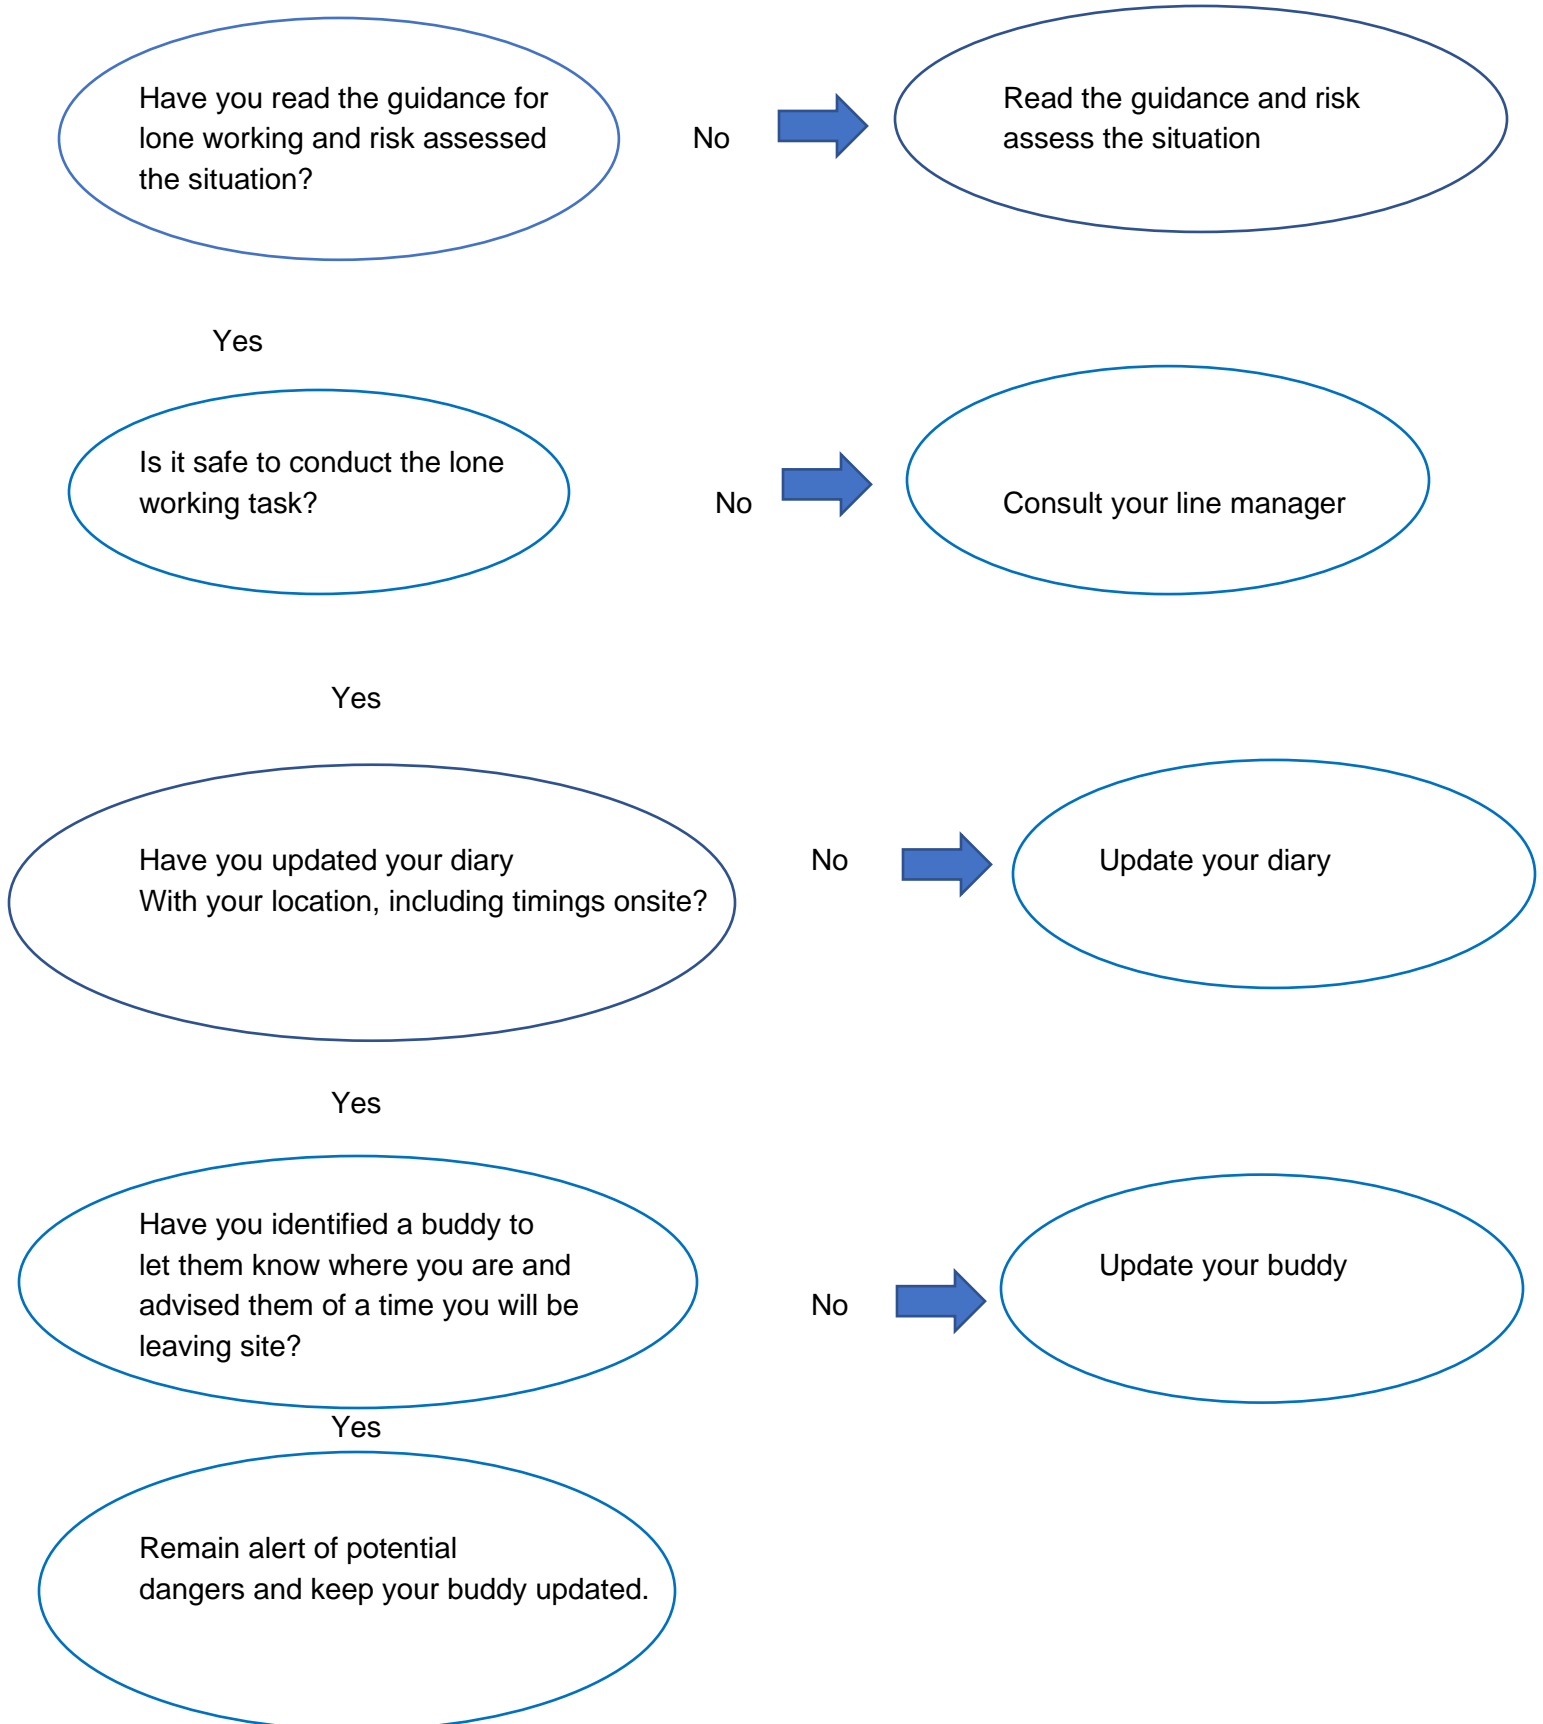 Have you read the guidance for
lone working and risk assessed
the situation?
No
Read the guidance and risk
assess the situation
Yes
Is it safe to conduct the lone
working task?
No
Consult your line manager
Yes
Have you updated your diary
With your location, including timings onsite?
No
Update your diary
Yes
Have you identified a buddy to
let them know where you are and
advised them of a time you will be
leaving site?
No
Update your buddy
Yes
Remain alert of potential
dangers and keep your buddy updated.